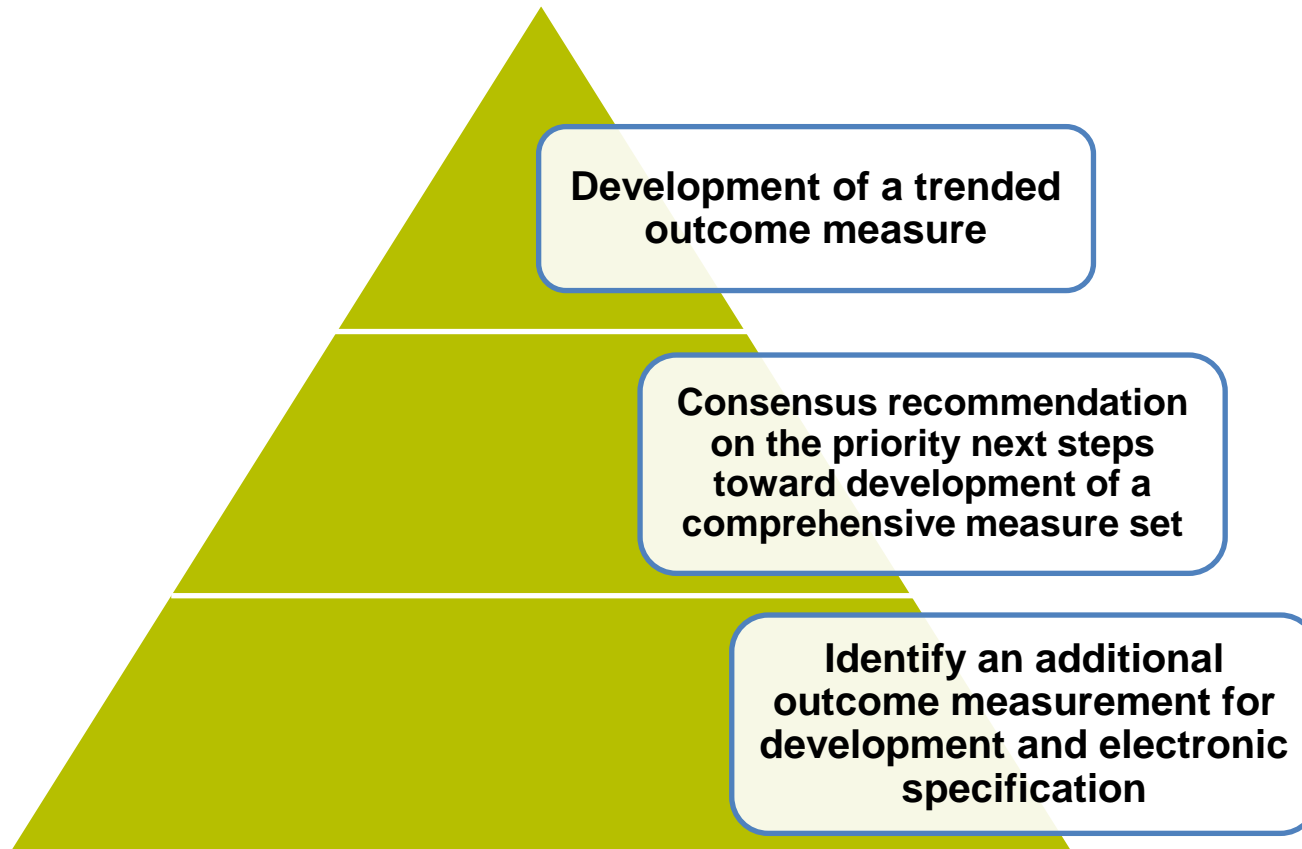 Development of a trended
outcome measure
Consensus recommendation
on the priority next steps
toward development of a
comprehensive measure set
Identify an additional
outcome measurement for
development and electronic
specification